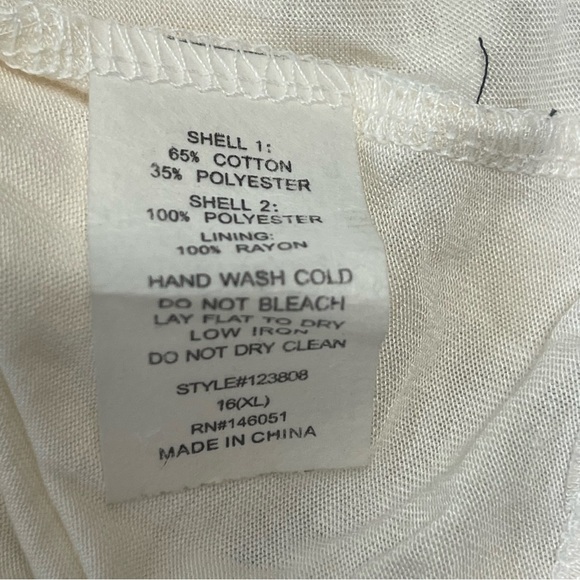 SHELL 1:
65% COTTON
35% POLYESTER
SHELL 2:
100% POLYESTER
LINING:
100% RAYON
HAND WASH COLD
DO NOT BLEACH
LAY FLAT TO DRY
LOW IRON
DO NOT DRY CLEAN
STYLE#123808
16(XL)
RN#146051
MADE IN CHINA